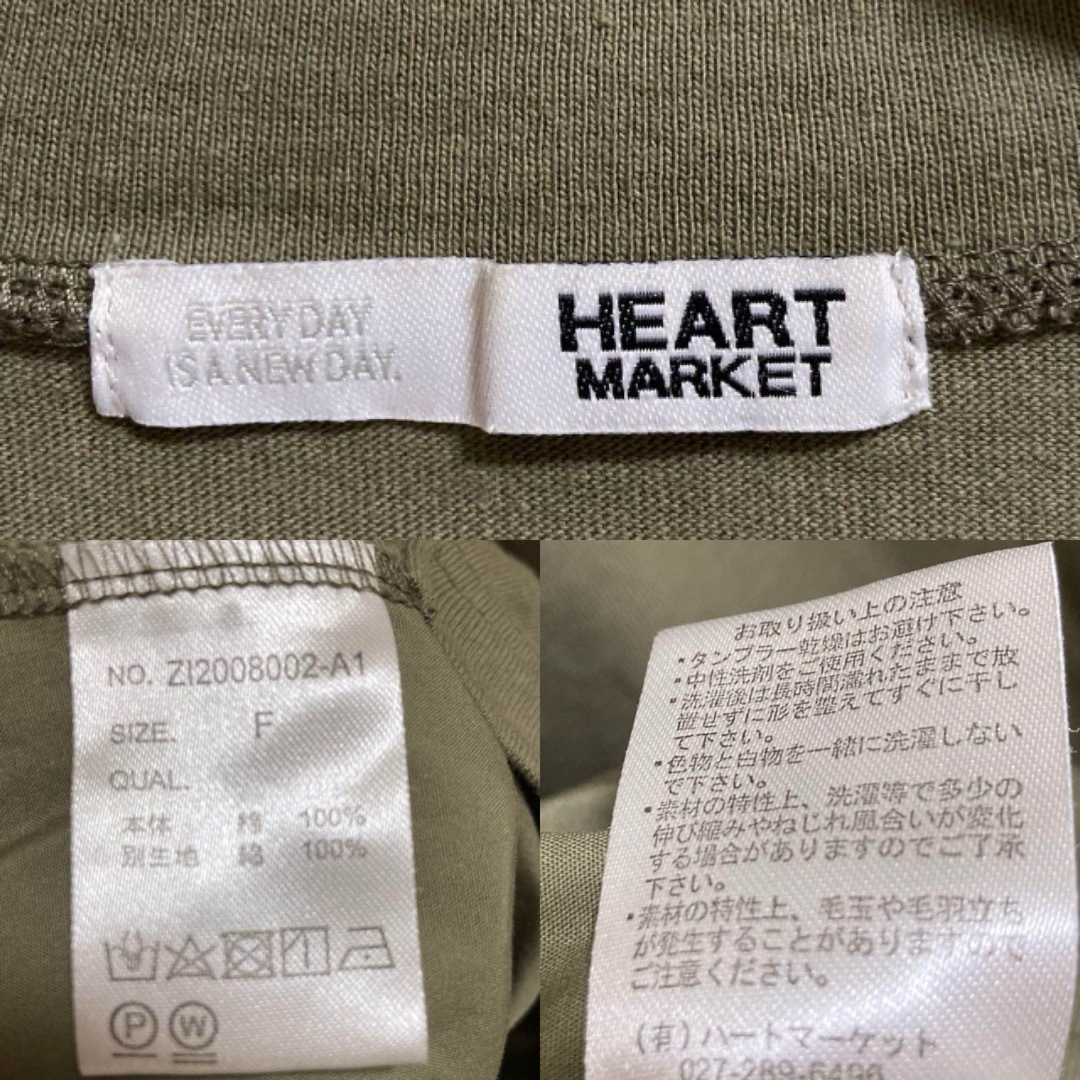 EVERY DAY
IS A NEW DAY.
HEART
MARKET
NO. ZI2008002-A1
SIZE. F
QUAL.
本体 綿 100%
別生地 綿 100%
P W
お取り扱い上の注意
・タンブラー乾燥はお避け下さい。
・中性洗剤をご使用ください。
・洗濯後は長時間濡れたままで放
置せずに形を整えてすぐに干し
て下さい。
・色物と白物を一緒に洗濯しない
で下さい。
・素材の特性上、洗濯等で多少の
伸び縮みやねじれ風合いが変化
する場合がありますのでご了承
下さい。
・素材の特性上、毛玉や毛羽立ち
が発生することがありますので
ご注意ください。
(有)ハートマーケット
027-289-6496